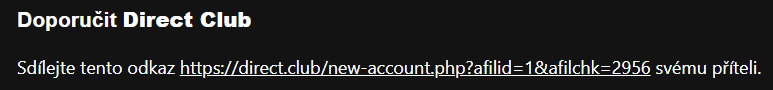 Doporučit Direct Club
Sdílejte tento odkaz https://direct.club/new-account.php?afilid=1&afilchk=2956 svému příteli.